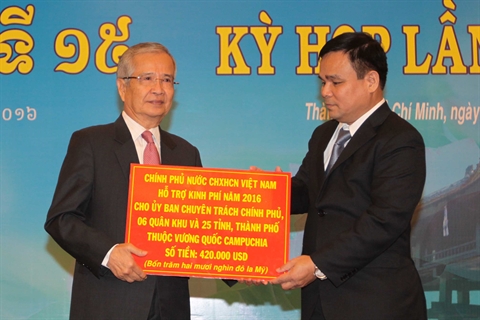 ទី ១៥
KỲ HỌP LẦN
Chí Minh, ngày
២០១៦
CHÍNH PHỦ NƯỚC CHXHCN VIỆT NAM
HỖ TRỢ KINH PHÍ NĂM 2016
CHO ỦY BAN CHUYÊN TRÁCH CHÍNH PHỦ,
06 QUÂN KHU VÀ 25 TỈNH, THÀNH PHỐ
THUỘC VƯƠNG QUỐC CAMPUCHIA
SỐ TIỀN: 420.000 USD
(Bốn trăm hai mươi nghìn đô la Mỹ)